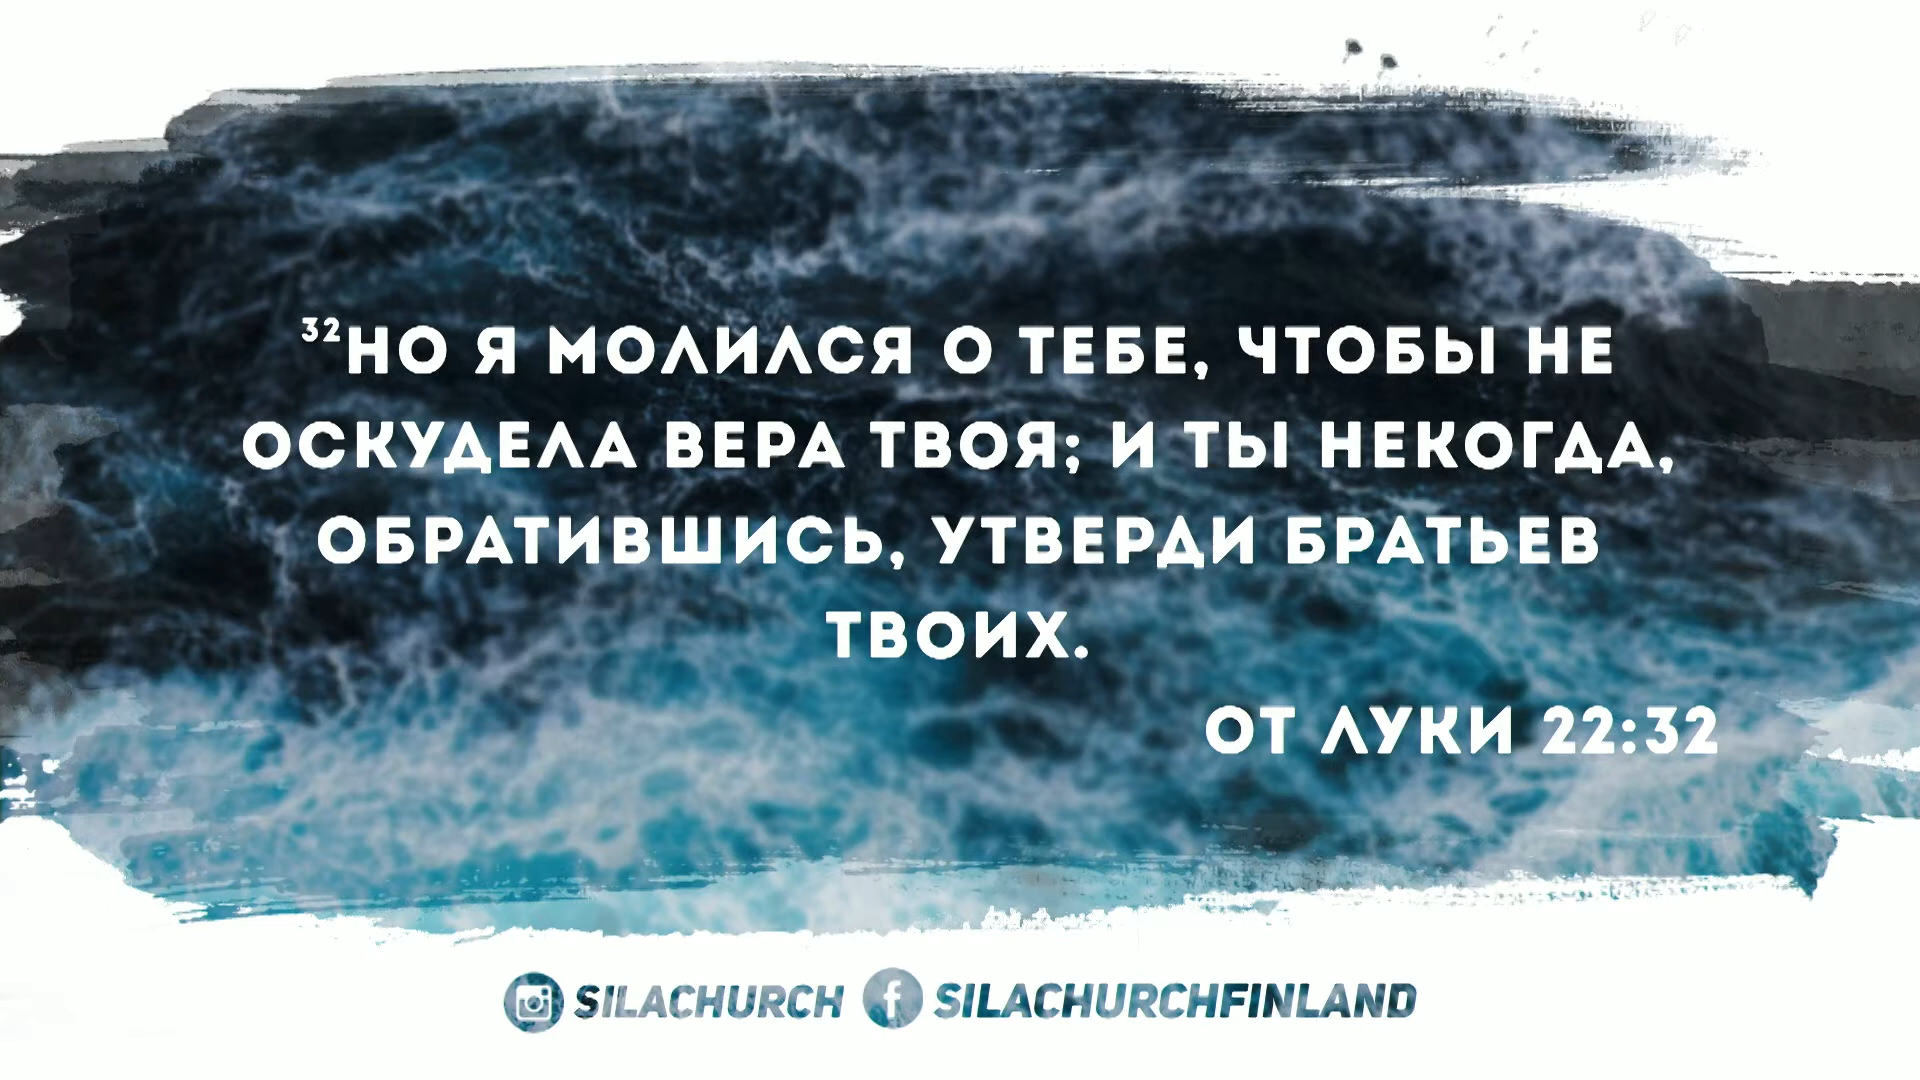 ³²НО Я МОЛИЛСЯ О ТЕБЕ, ЧТОБЫ НЕ
ОСКУДЕЛА ВЕРА ТВОЯ; И ТЫ НЕКОГДА,
ОБРАТИВШИСЬ, УТВЕРДИ БРАТЬЕВ
ТВОИХ.
ОТ ЛУКИ 22:32
SILACHURCH SILACHURCHFINLAND